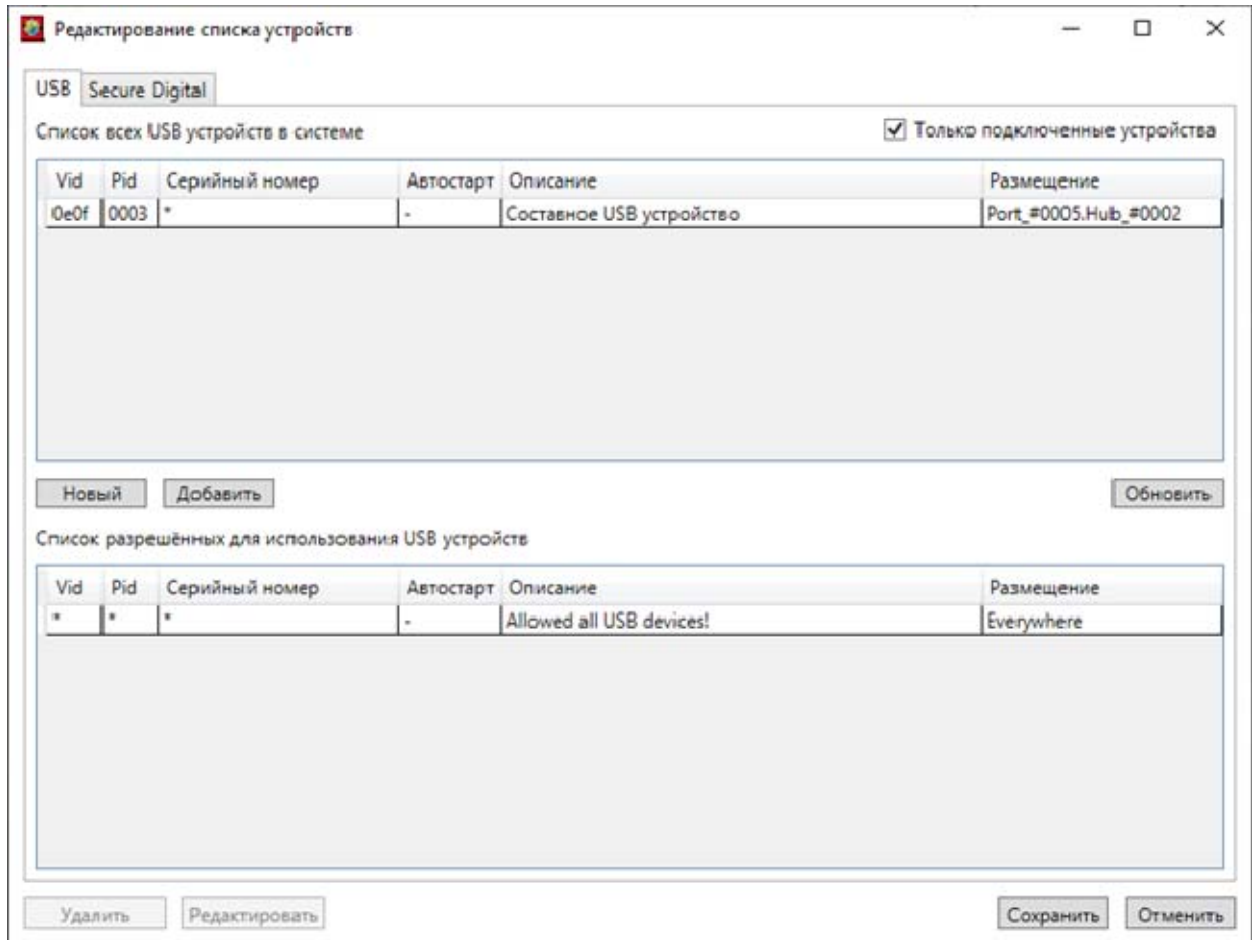 Редактирование списка устройств
USB Secure Digital
Список всех USB устройств в системе Только подключенные устройства
Vid Pid Серийный номер Автостарт Описание Размещение
0e0f 0003 * - Составное USB устройство Port_#0005.Hub_#0002
Новый Добавить Обновить
Список разрешённых для использования USB устройств
Vid Pid Серийный номер Автостарт Описание Размещение
* * * - Allowed all USB devices! Everywhere
Удалить Редактировать Сохранить Отменить